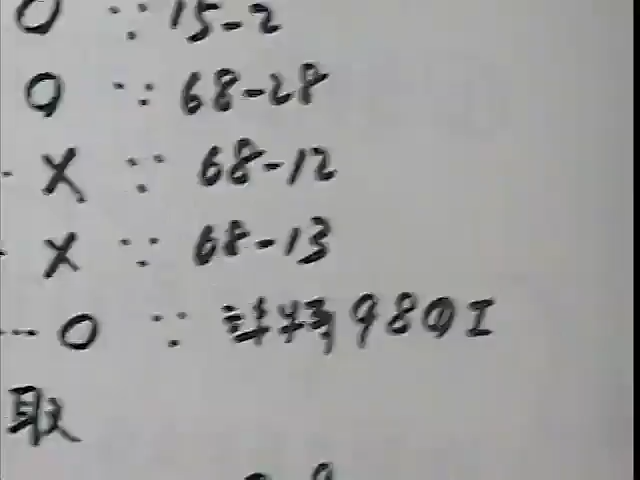 O ∵ 15-2
O ∵ 68-28
X ∵ 68-12
X ∵ 68-13
--O ∵ 980I
取